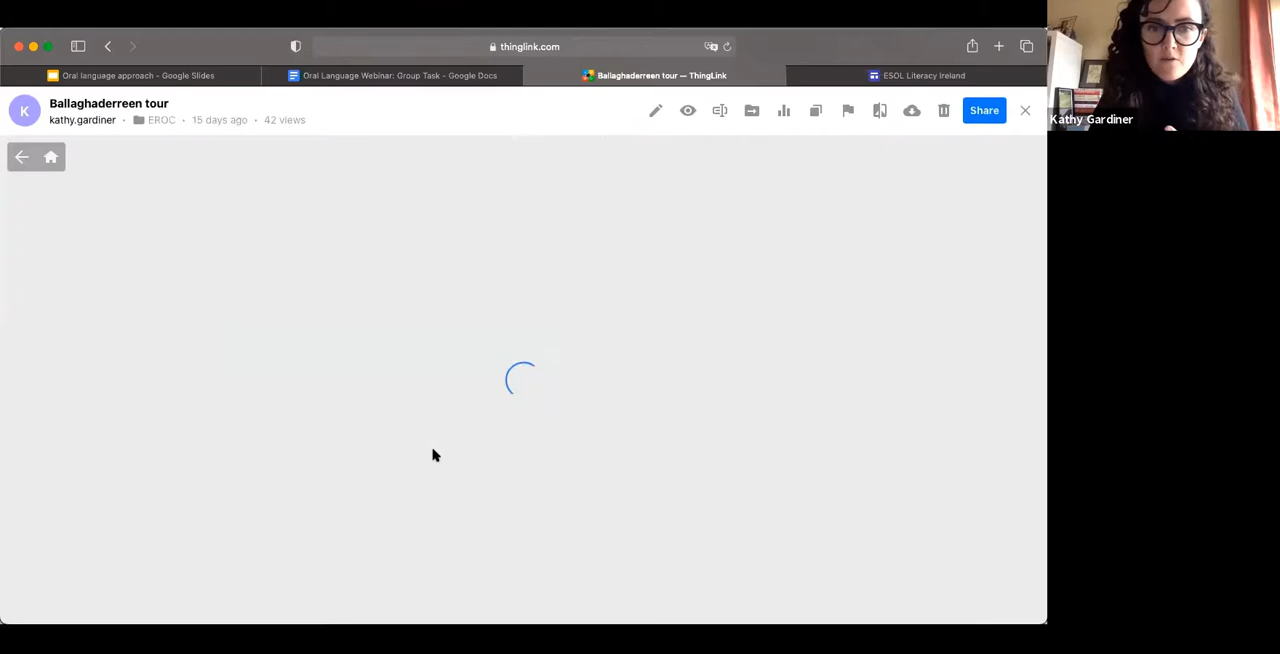 thinglink.com
Oral language approach - Google Slides
Oral Language Webinar: Group Task - Google Docs
Ballaghaderreen tour — ThingLink
ESOL Literacy Ireland
K
Ballaghaderreen tour
kathy.gardiner • EROC • 15 days ago • 42 views
Share
Kathy Gardiner